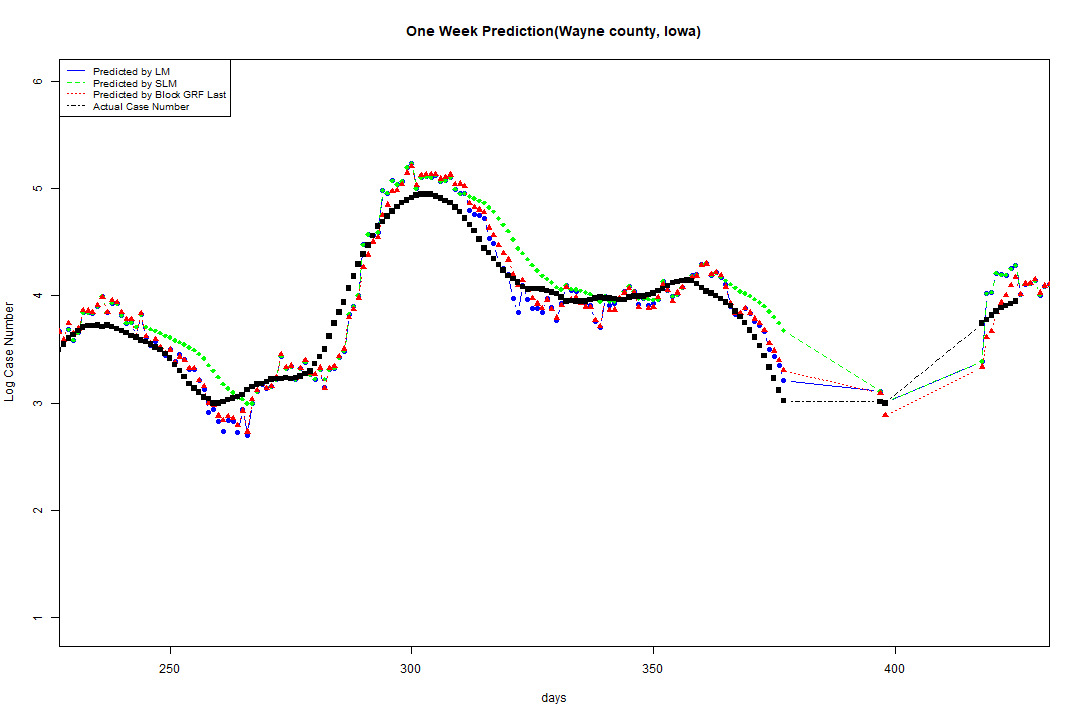 One Week Prediction(Wayne county, Iowa)
Predicted by LM
Predicted by SLM
Predicted by Block GRF Last
Actual Case Number
6
5
4
3
2
1
Log Case Number
250 300 350 400
days